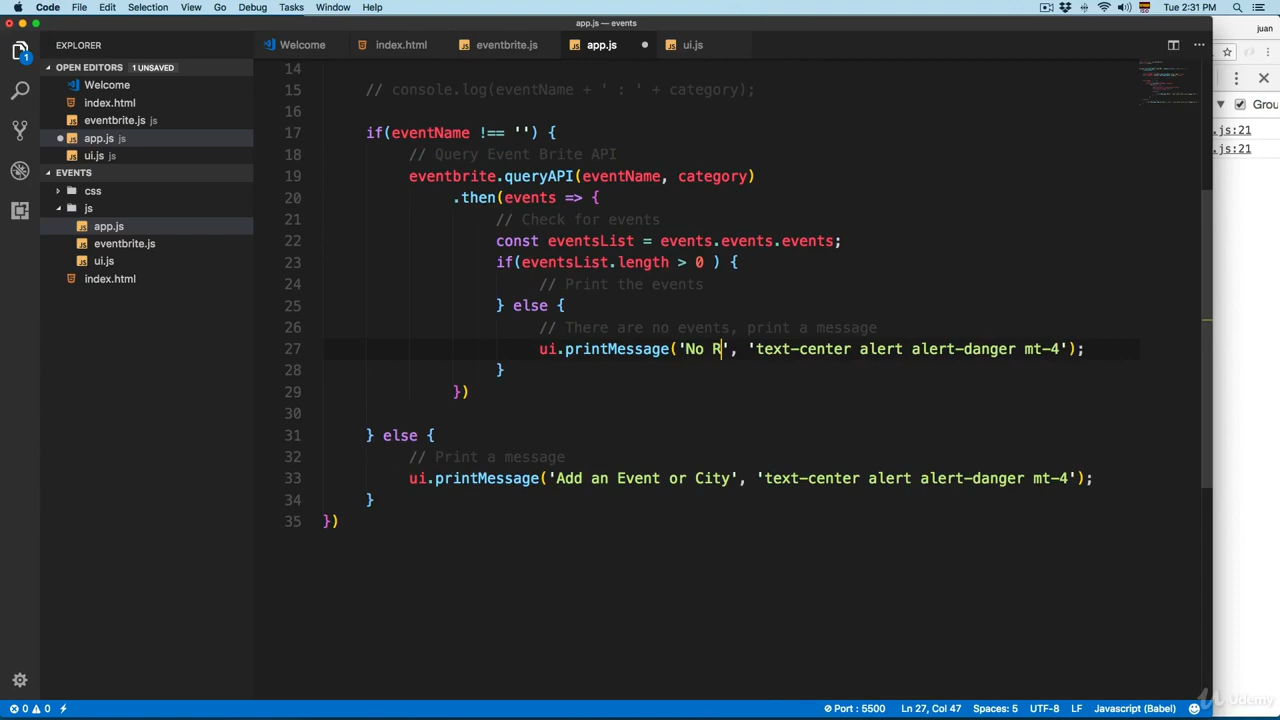 Code File Edit Selection View Go Debug Tasks Window Help Tue 2:31 PM
app.js — events
juan
EXPLORER
Welcome index.html eventbrite.js app.js ui.js
OPEN EDITORS 1 UNSAVED
Welcome
index.html
eventbrite.js js
app.js js
ui.js js
EVENTS
css
js
app.js
eventbrite.js
ui.js
index.html
14
15 // console.log(eventName + ' : ' + category);
16
17 if(eventName !== '') {
18 // Query Event Brite API
19 eventbrite.queryAPI(eventName, category)
20 .then(events => {
21 // Check for events
22 const eventsList = events.events.events;
23 if(eventsList.length > 0 ) {
24 // Print the events
25 } else {
26 // There are no events, print a message
27 ui.printMessage('No R', 'text-center alert alert-danger mt-4');
28 }
29 })
30
31 } else {
32 // Print a message
33 ui.printMessage('Add an Event or City', 'text-center alert alert-danger mt-4');
34 }
35 })
Grou
.js:21
.js:21
1
0 0 Port : 5500 Ln 27, Col 47 Spaces: 5 UTF-8 LF Javascript (Babel)
Udemy